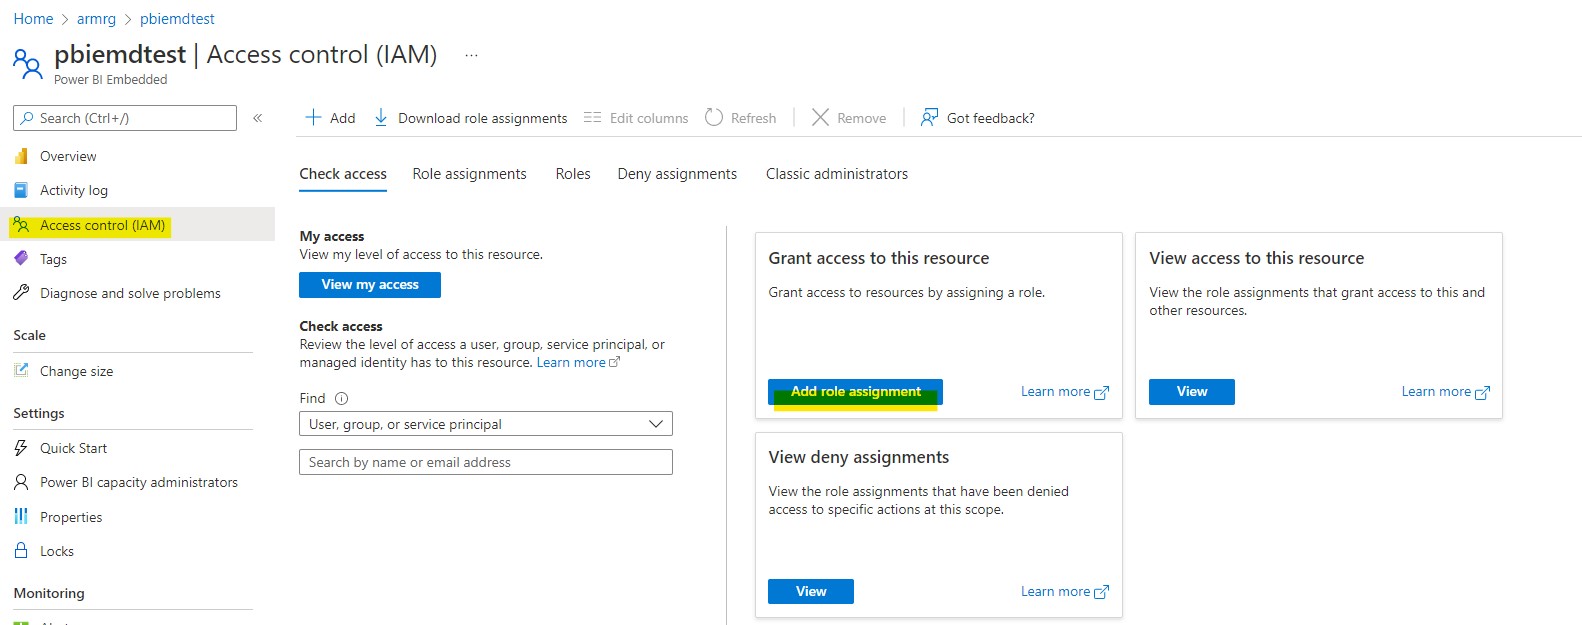 Home > armrg > pbiemdtest
pbiemdtest | Access control (IAM) ...
Power BI Embedded
Search (Ctrl+/) «
Overview
Activity log
Access control (IAM)
Tags
Diagnose and solve problems
Scale
Change size
Settings
Quick Start
Power BI capacity administrators
Properties
Locks
Monitoring
Add Download role assignments Edit columns Refresh Remove Got feedback?
Check access Role assignments Roles Deny assignments Classic administrators
My access
View my level of access to this resource.
View my access
Check access
Review the level of access a user, group, service principal, or
managed identity has to this resource. Learn more
Find
User, group, or service principal
Search by name or email address
Grant access to this resource
Grant access to resources by assigning a role.
Add role assignment Learn more
View access to this resource
View the role assignments that grant access to this and
other resources.
View Learn more
View deny assignments
View the role assignments that have been denied
access to specific actions at this scope.
View Learn more